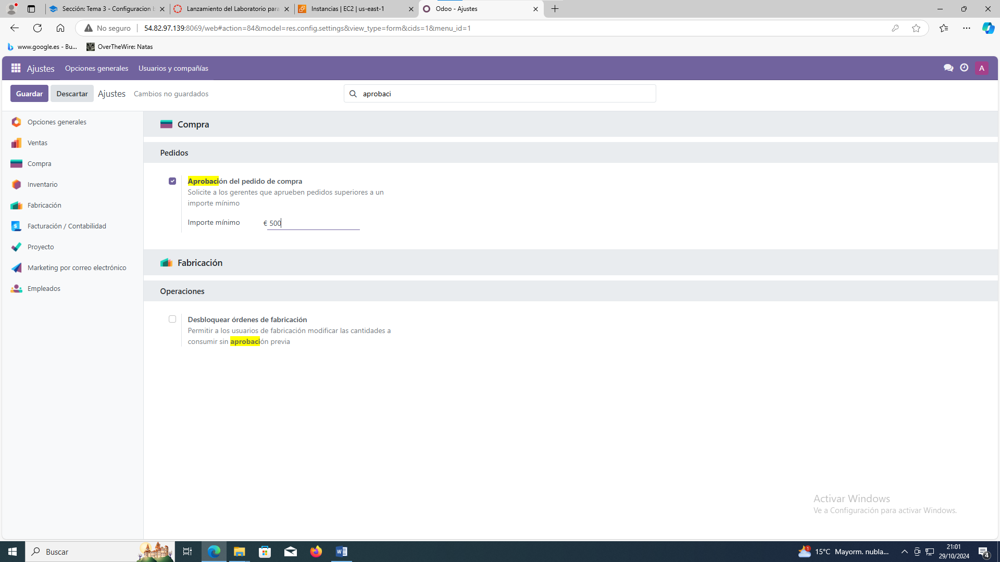 Sección: Tema 3 - Configuracion b
Lanzamiento del Laboratorio para
Instancias | EC2 | us-east-1
Odoo - Ajustes
No seguro
54.82.97.139:8069/web#action=84&model=res.config.settings&view_type=form&cids=1&menu_id=1
www.google.es - Bu...
OverTheWire: Natas
Ajustes
Opciones generales
Usuarios y compañías
A
Guardar
Descartar
Ajustes
Cambios no guardados
aprobaci
Opciones generales
Ventas
Compra
Inventario
Fabricación
Facturación / Contabilidad
Proyecto
Marketing por correo electrónico
Empleados
Compra
Pedidos
Aprobación del pedido de compra
Solicite a los gerentes que aprueben pedidos superiores a un
importe mínimo
Importe mínimo
€ 500
Fabricación
Operaciones
Desbloquear órdenes de fabricación
Permitir a los usuarios de fabricación modificar las cantidades a
consumir sin aprobación previa
Activar Windows
Ve a Configuración para activar Windows.
Buscar
1
15°C Mayorm. nubla...
21:01
29/10/2024
4